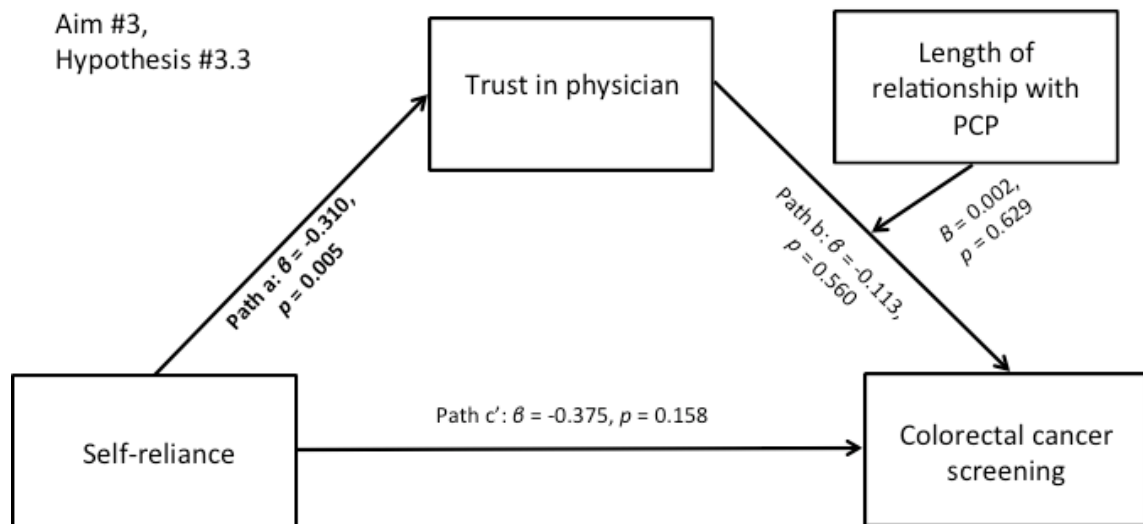 Aim #3,
Hypothesis #3.3
Trust in physician
Length of
relationship with
PCP
Path a: β = -0.310,
p = 0.005
Path b: β = -0.113,
p = 0.560
B = 0.002,
p = 0.629
Path c’: β = -0.375, p = 0.158
Self-reliance
Colorectal cancer
screening